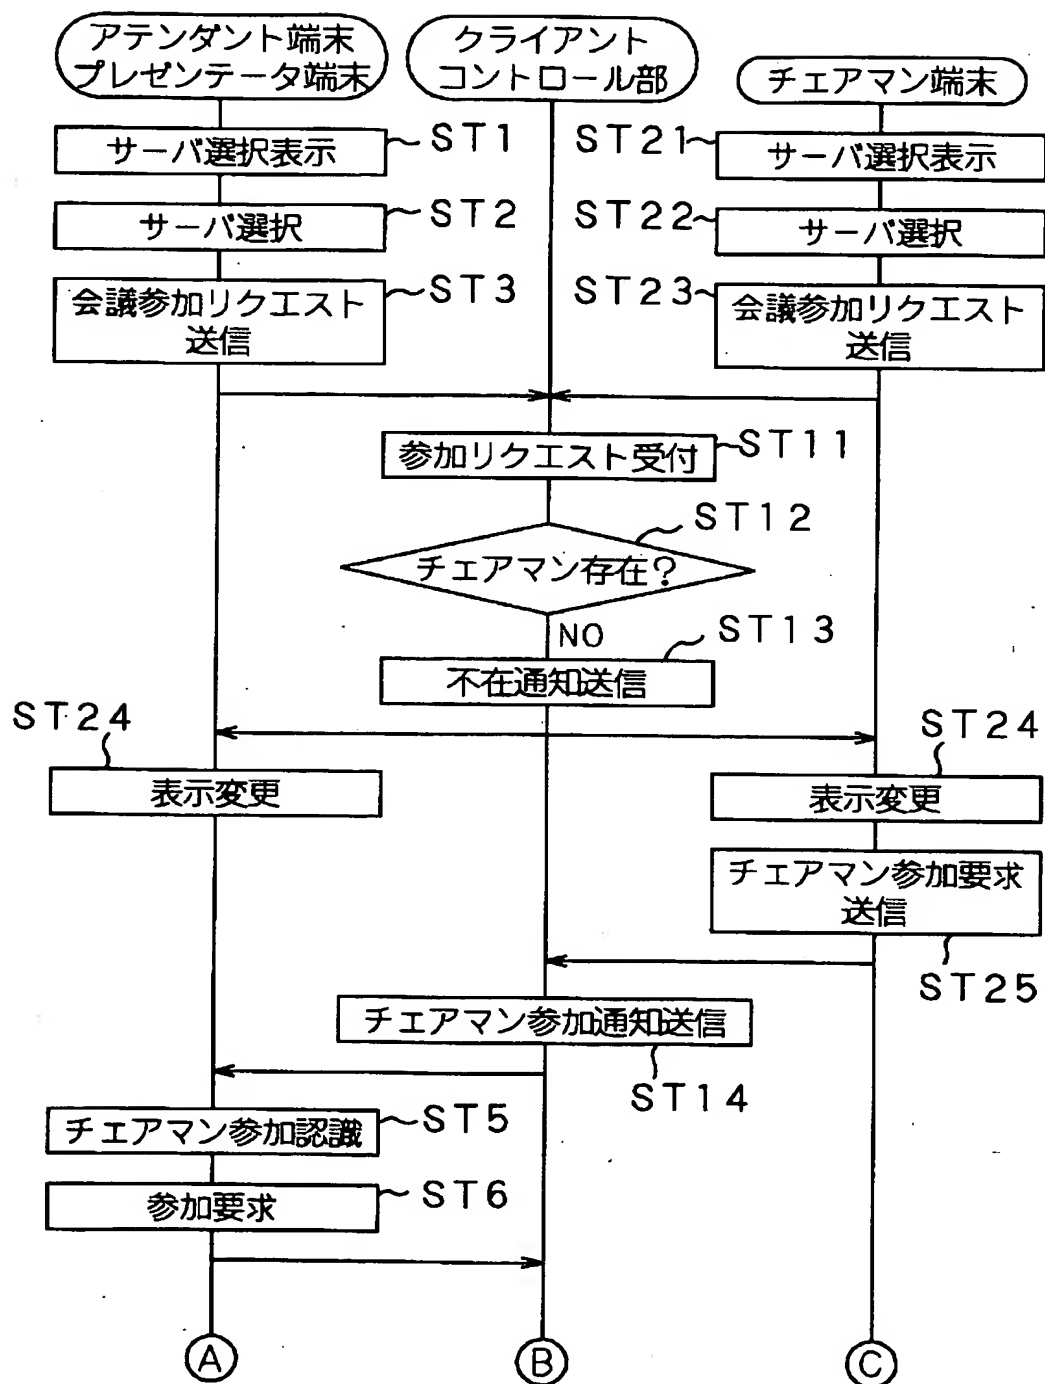 アテンダント端末
プレゼンテータ端末
クライアント
コントロール部
チェアマン端末
サーバ選択表示
ST1
ST21
サーバ選択表示
サーバ選択
ST2
ST22
サーバ選択
会議参加リクエスト
送信
ST3
ST23
会議参加リクエスト
送信
参加リクエスト受付
ST11
ST12
チェアマン存在?
NO
ST13
不在通知送信
ST24
表示変更
ST24
表示変更
チェアマン参加要求
送信
ST25
チェアマン参加通知送信
ST14
チェアマン参加認識
ST5
参加要求
ST6
A
B
C